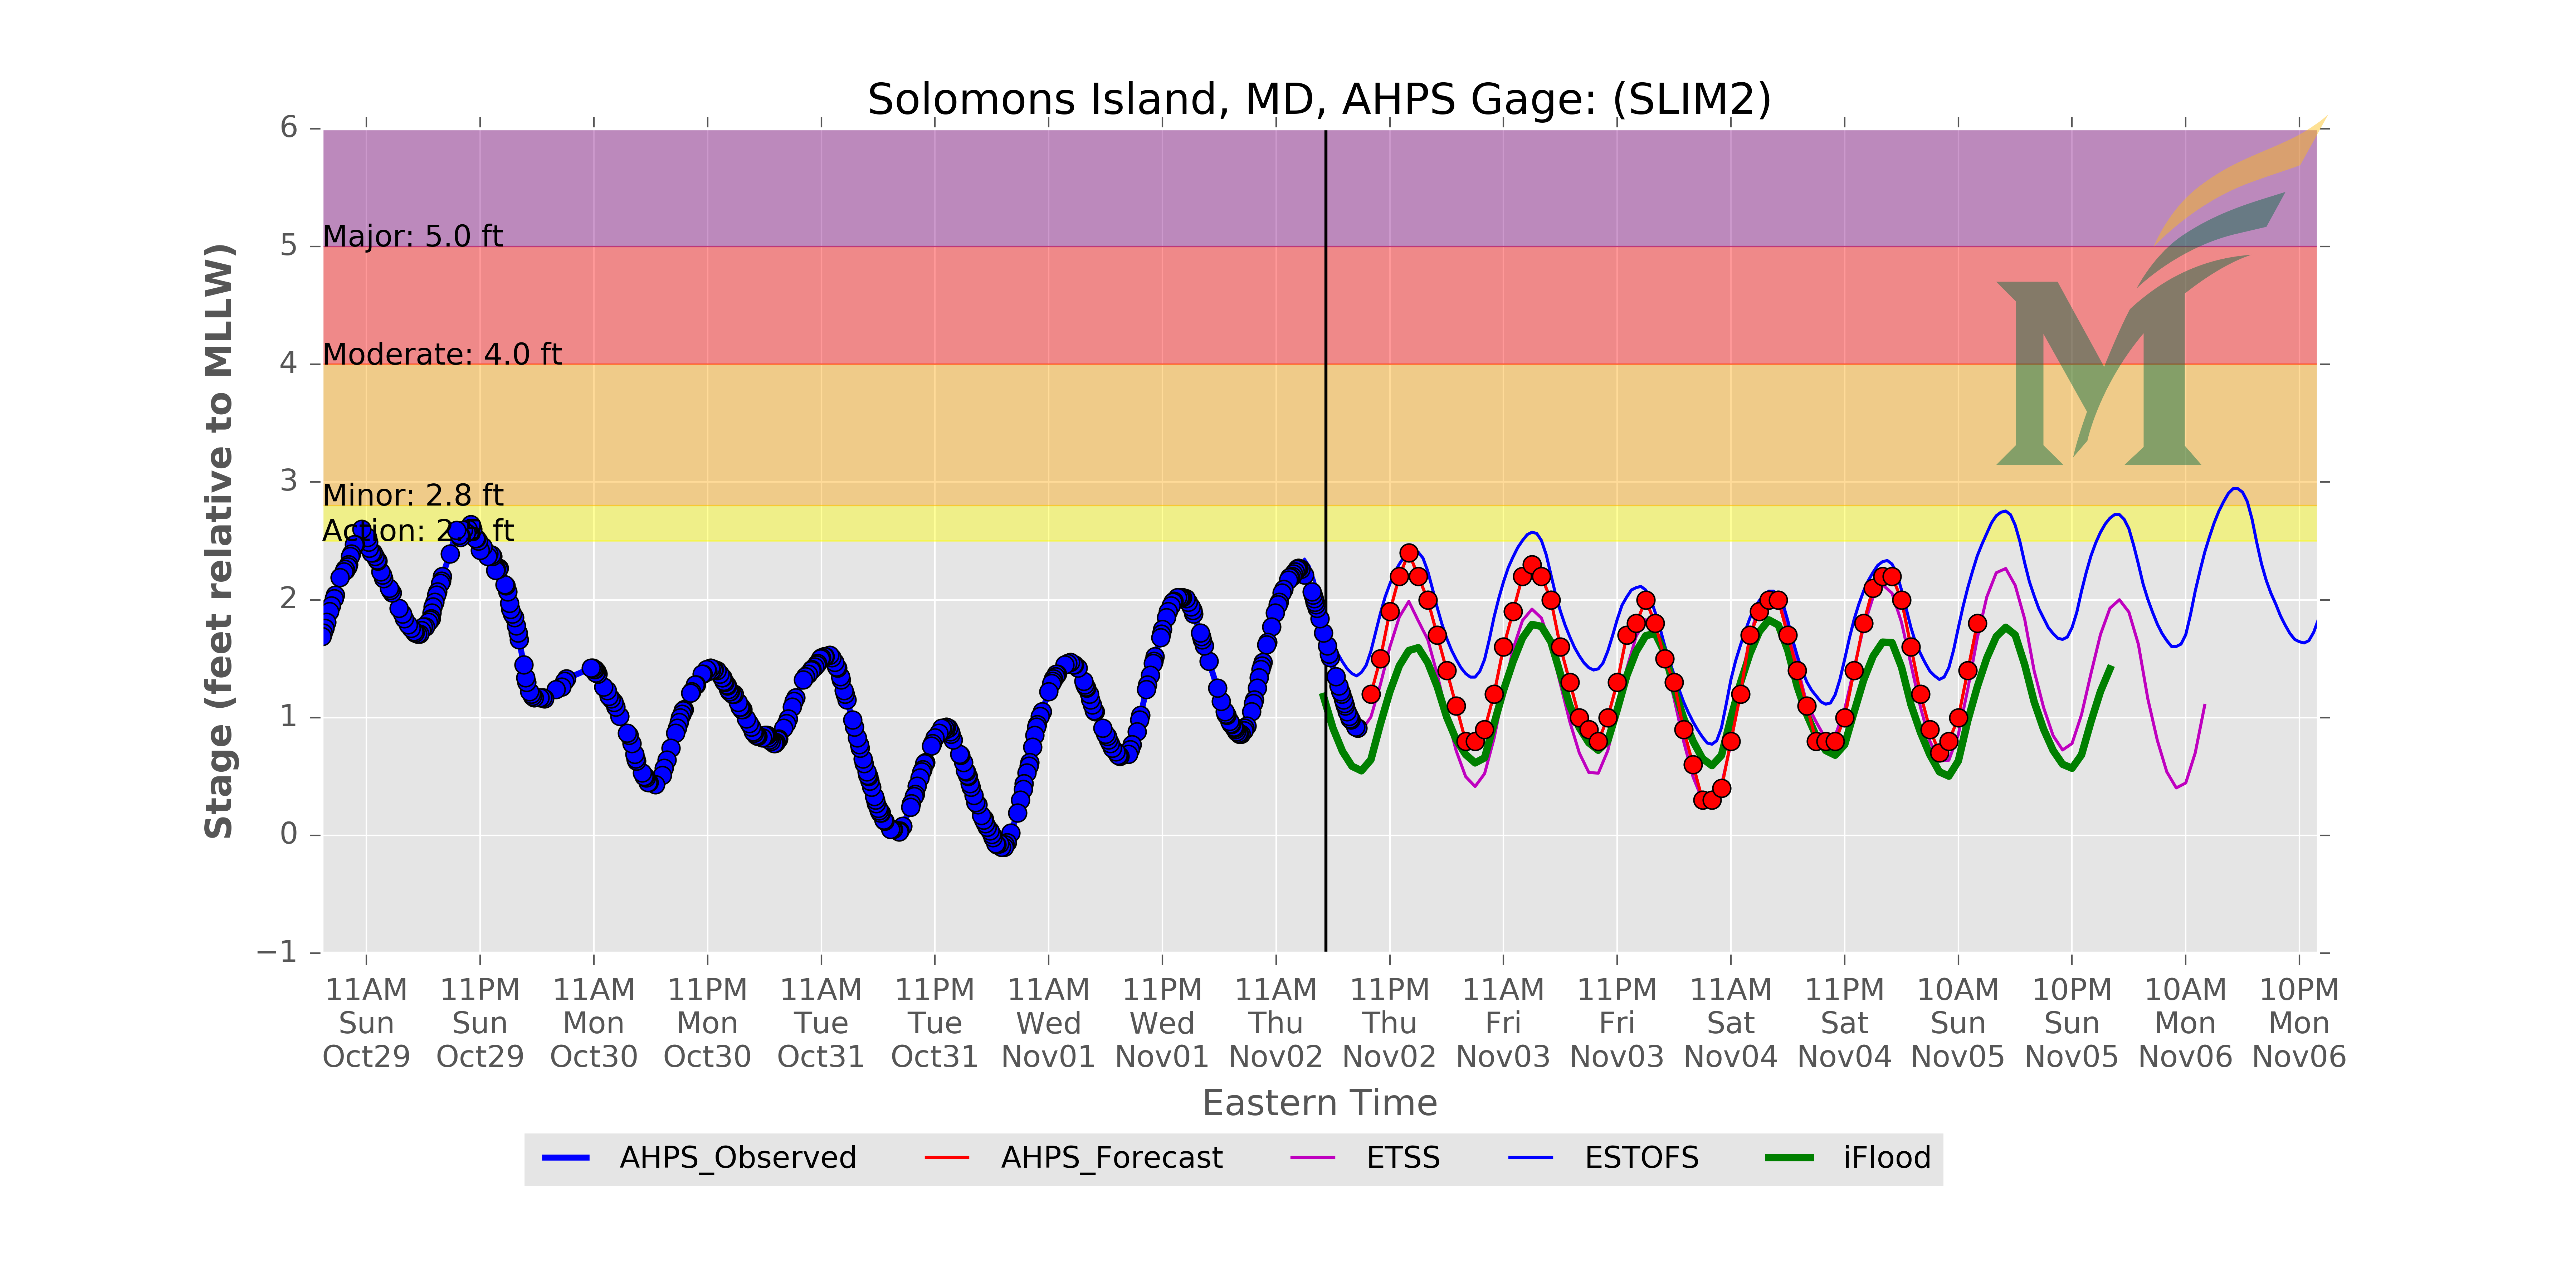 Solomons Island, MD, AHPS Gage: (SLIM2)
Stage (feet relative to MLLW)
6
5
4
3
2
1
0
−1
Major: 5.0 ft
Moderate: 4.0 ft
Minor: 2.8 ft
ft
11AM 11PM 11AM 11PM 11AM 11PM 11AM 11PM 11AM 11PM 11AM 11PM 11AM 11PM 10AM 10PM 10AM 10PM
Sun Sun Mon Mon Tue Tue Wed Wed Thu Thu Fri Fri Sat Sat Sun Sun Mon Mon
Oct29 Oct29 Oct30 Oct30 Oct31 Oct31 Nov01 Nov01 Nov02 Nov02 Nov03 Nov03 Nov04 Nov04 Nov05 Nov05 Nov06 Nov06
Eastern Time
AHPS_Observed AHPS_Forecast ETSS ESTOFS iFlood
M